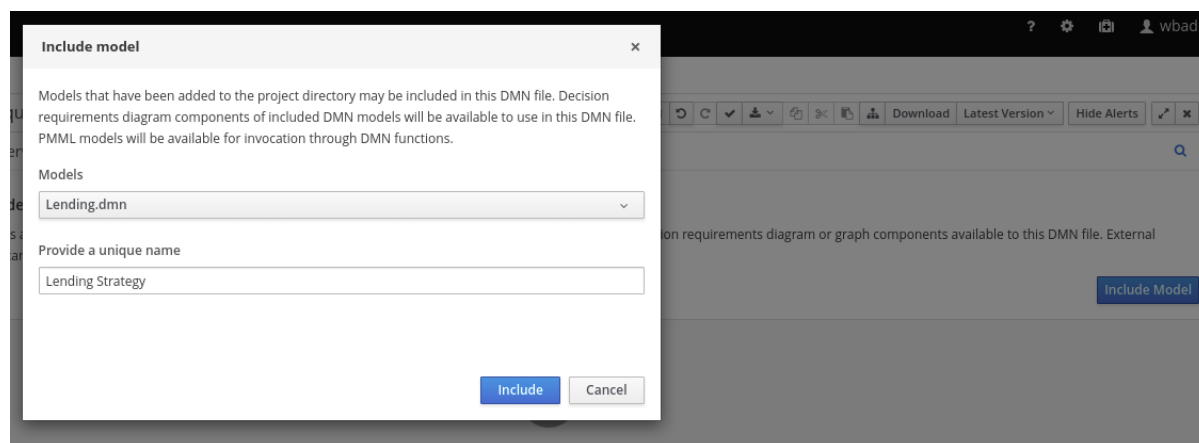 ? wbad
Include model ×
Models that have been added to the project directory may be included in this DMN file. Decision
requirements diagram components of included DMN models will be available to use in this DMN file.
PMML models will be available for invocation through DMN functions.
Models
Lending.dmn
Provide a unique name
Lending Strategy
Include Cancel
Download Latest Version Hide Alerts ×
ion requirements diagram or graph components available to this DMN file. External
Include Model